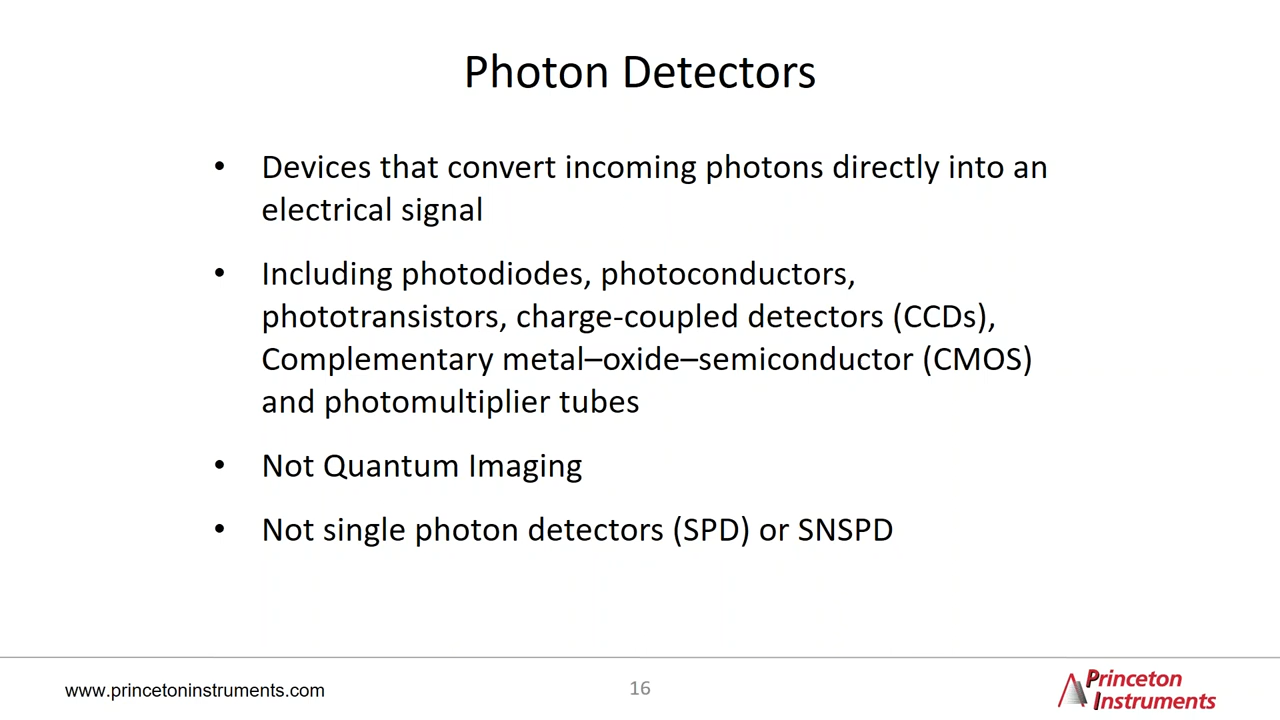 Photon Detectors
• Devices that convert incoming photons directly into an
electrical signal
• Including photodiodes, photoconductors,
phototransistors, charge-coupled detectors (CCDs),
Complementary metal–oxide–semiconductor (CMOS)
and photomultiplier tubes
• Not Quantum Imaging
• Not single photon detectors (SPD) or SNSPD
www.princetoninstruments.com
16
Princeton
Instruments